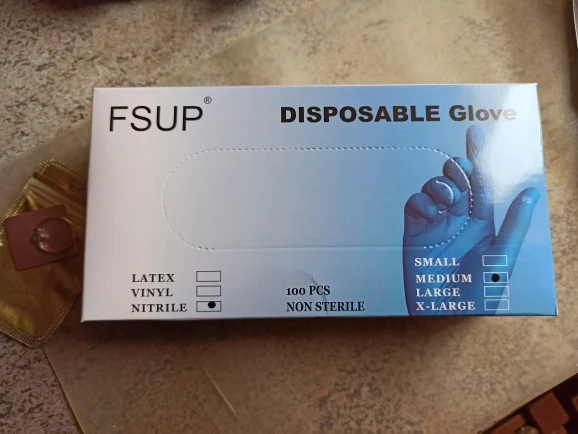 FSUP®
DISPOSABLE Glove
SMALL
LATEX
MEDIUM
VINYL
100 PCS
LARGE
NITRILE
NON STERILE
X-LARGE